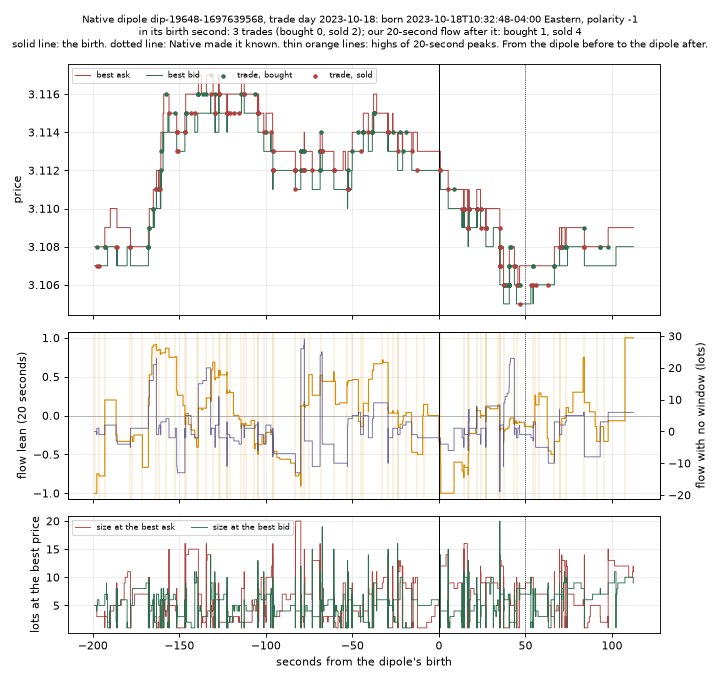 Native dipole dip-19648-1697639568, trade day 2023-10-18: born 2023-10-18T10:32:48-04:00 Eastern, polarity -1
in its birth second: 3 trades (bought 0, sold 2); our 20-second flow after it: bought 1, sold 4
solid line: the birth. dotted line: Native made it known. thin orange lines: highs of 20-second peaks. From the dipole before to the dipole after.
best ask
best bid
trade, bought
trade, sold
price
3.116
3.114
3.112
3.110
3.108
3.106
flow lean (20 seconds)
1.0
0.5
0.0
−0.5
−1.0
30
20
10
0
−10
−20
flow with no window (lots)
size at the best ask
size at the best bid
lots at the best price
20
15
10
5
−200
−150
−100
−50
0
50
100
seconds from the dipole's birth